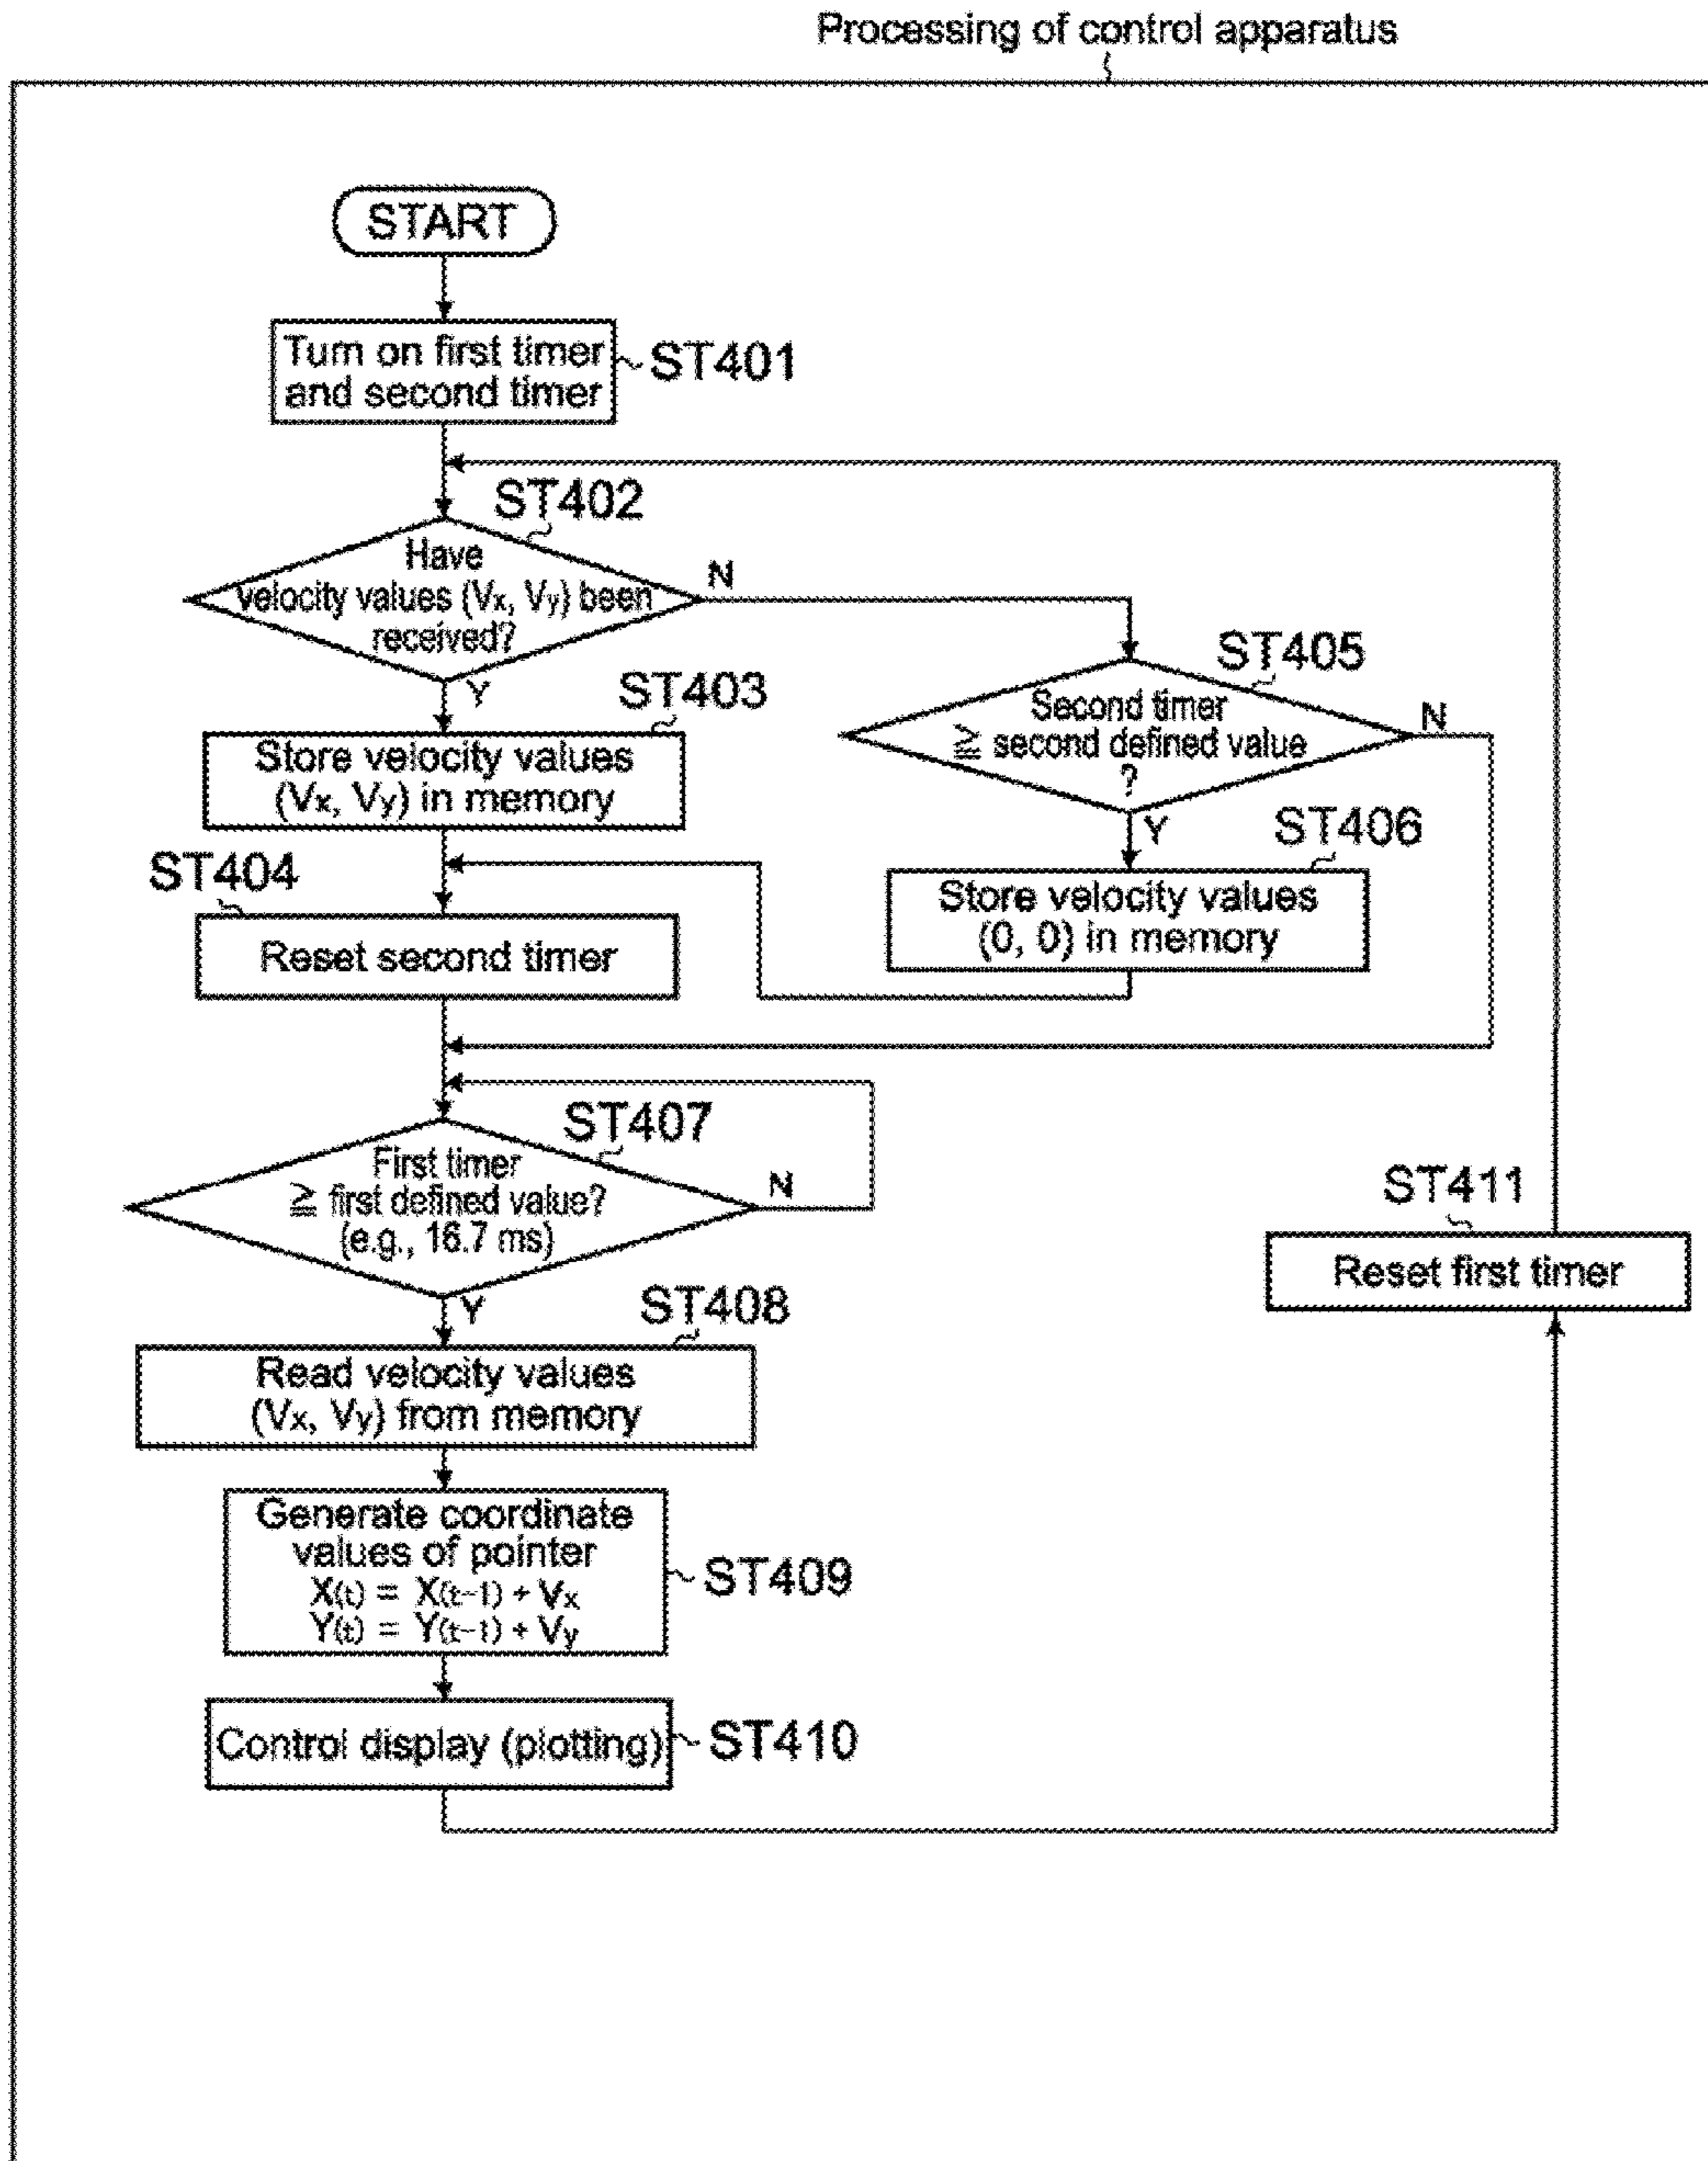 Processing of control apparatus
START
Turn on first timer
and second timer
ST401
ST402
Have
velocity values (Vx, Vy) been
received?
N
Y
ST403
Store velocity values
(Vx, Vy) in memory
ST405
Second timer
≧ second defined value
?
N
Y
ST406
Store velocity values
(0, 0) in memory
ST404
Reset second timer
ST407
First timer
≧ first defined value?
(e.g., 16.7 ms)
N
Y
ST411
Reset first timer
ST408
Read velocity values
(Vx, Vy) from memory
Generate coordinate
values of pointer
X(t) = X(t-1) + Vx
Y(t) = Y(t-1) + Vy
ST409
Control display (plotting)
ST410